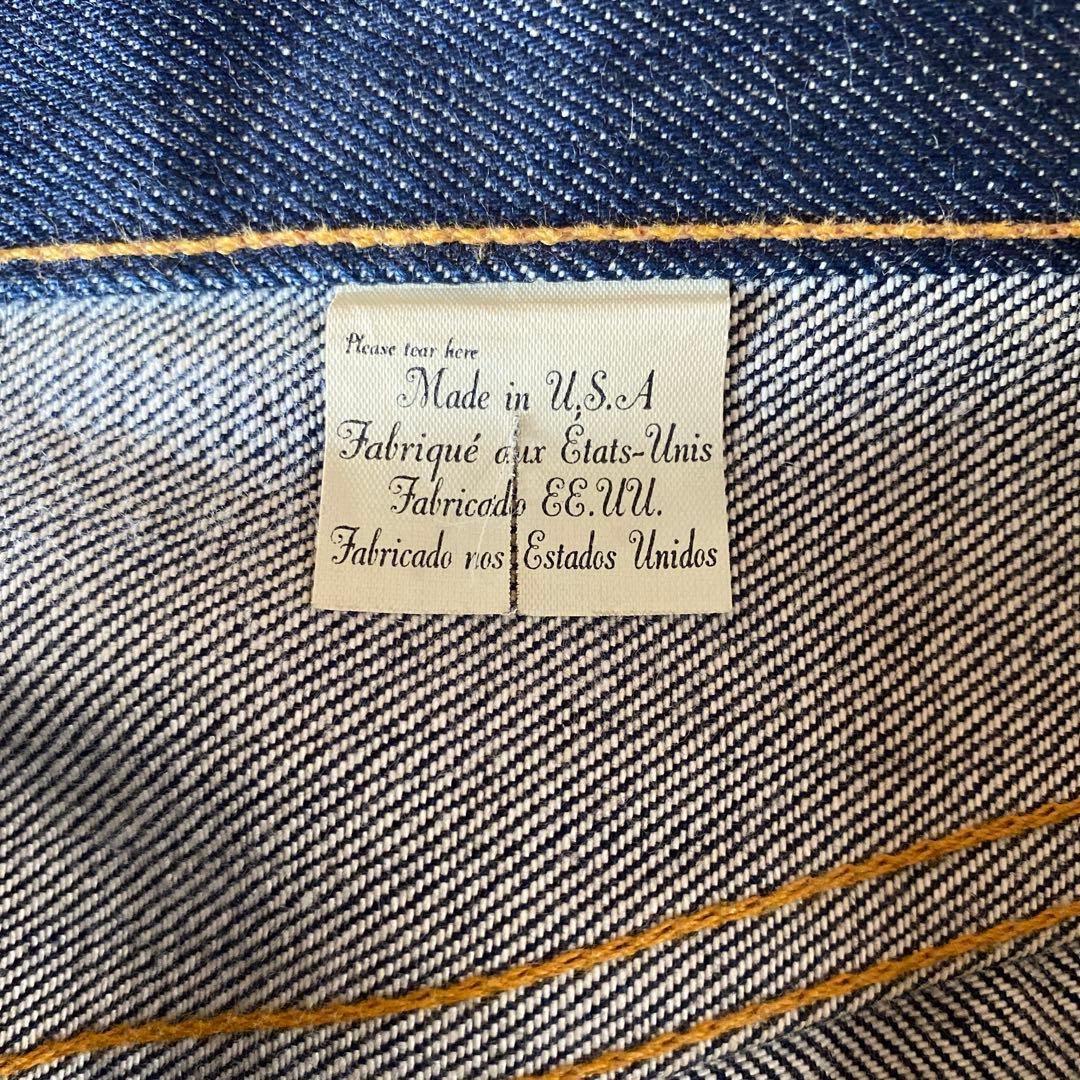 Please tear here
Made in U.S.A
Fabriqué aux États-Unis
Fabricado EE.UU.
Fabricado nos Estados Unidos